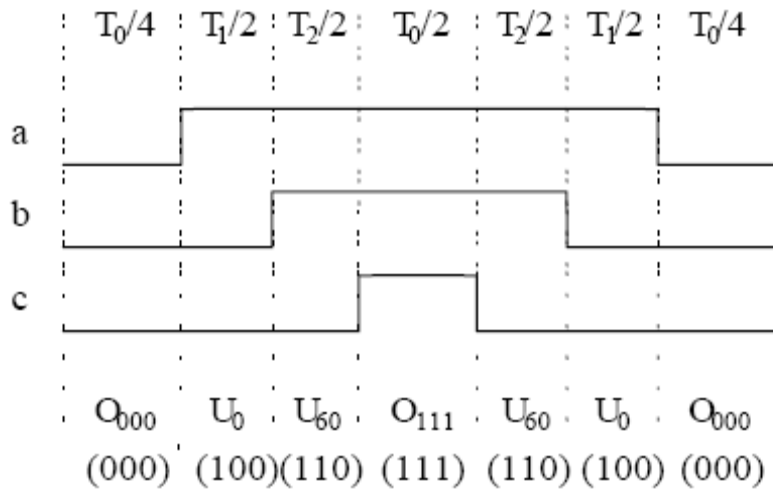 T₀/4 T₁/2 T₂/2 T₀/2 T₂/2 T₁/2 T₀/4
a
b
c
O₀₀₀ U₀ U₆₀ O₁₁₁ U₆₀ U₀ O₀₀₀
(000) (100) (110) (111) (110) (100) (000)